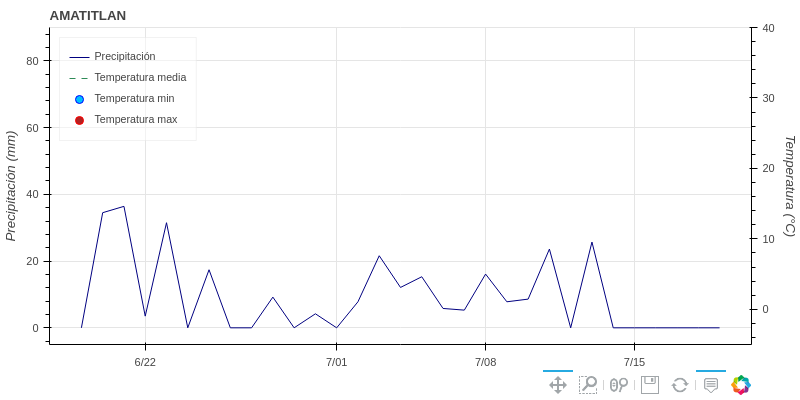 AMATITLAN
Precipitación
Temperatura media
Temperatura min
Temperatura max
Precipitación (mm)
80
60
40
20
0
Temperatura (°C)
40
30
20
10
0
6/22
7/01
7/08
7/15